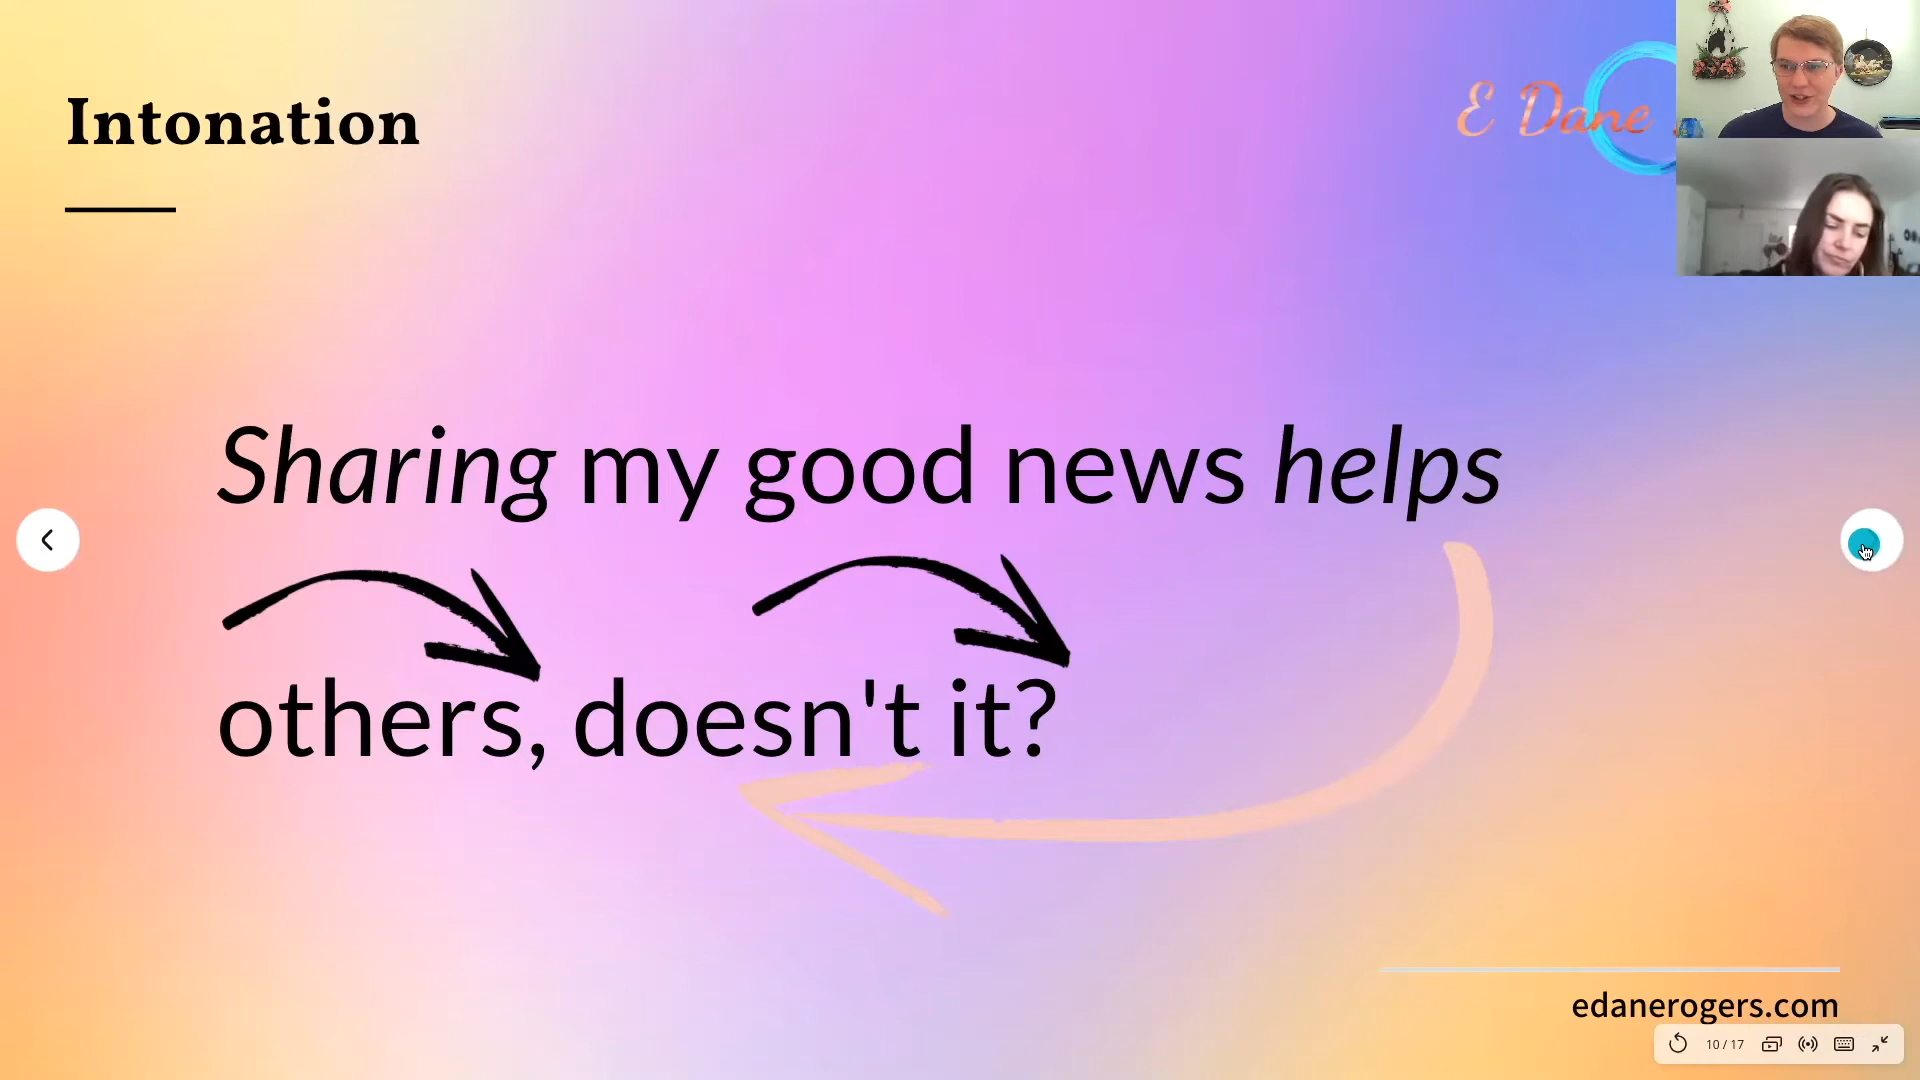 Intonation
E Dane
Sharing my good news helps
others, doesn't it?
edanerogers.com
10 / 17